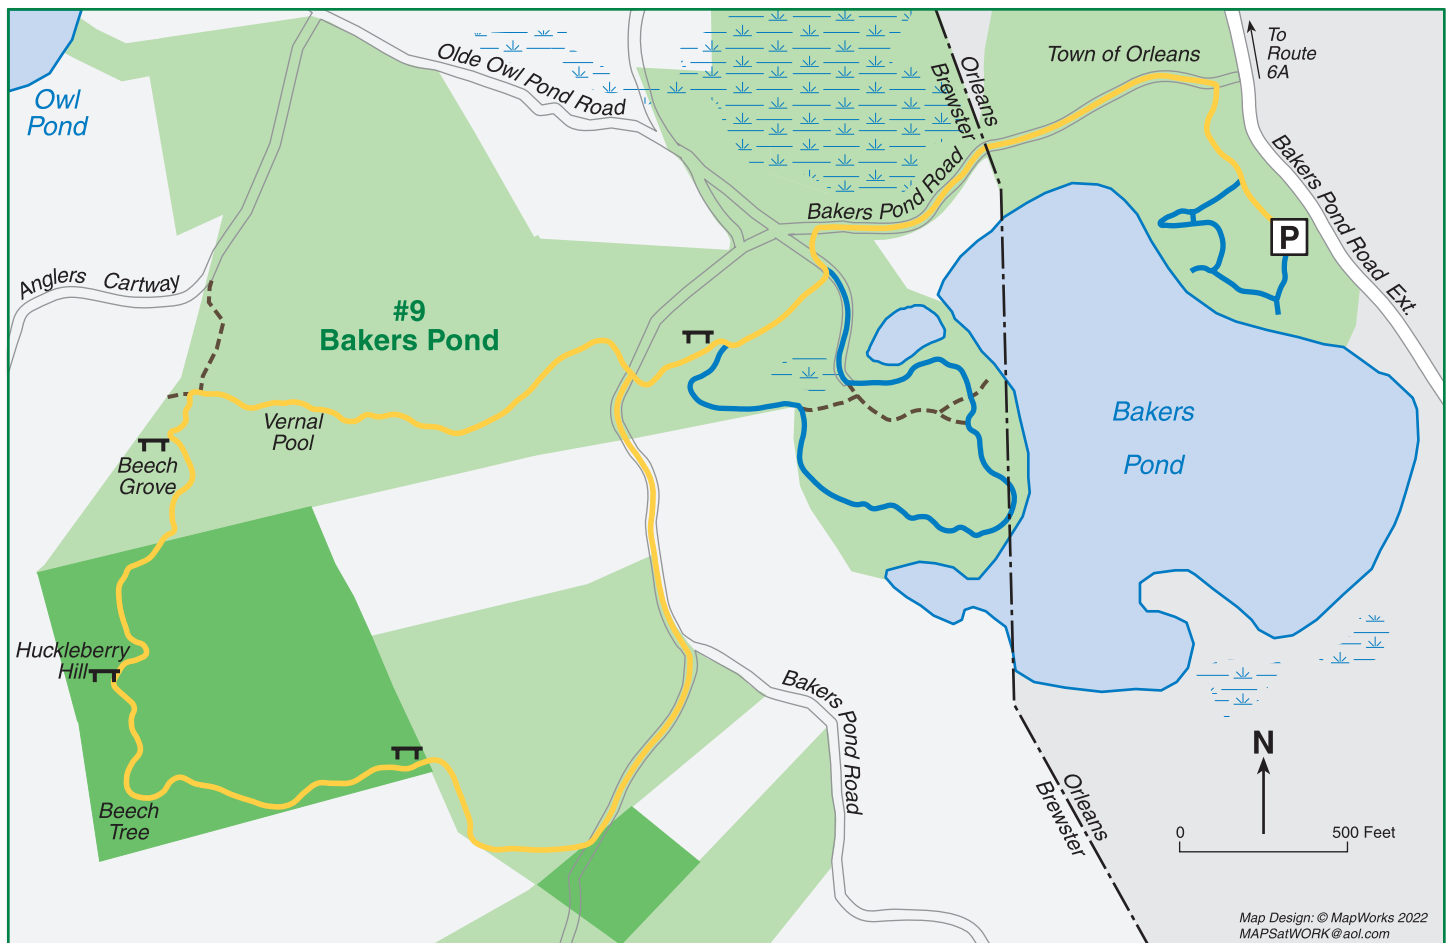 Owl
Pond
Olde Owl Pond Road
Orleans
Brewster
Town of Orleans
To
Route
6A
Bakers Pond Road Ext.
Bakers Pond Road
P
Anglers Cartway
#9
Bakers Pond
Vernal
Pool
Beech
Grove
Bakers
Pond
Huckleberry
Hill
Bakers Pond Road
Beech
Tree
Orleans
Brewster
N
0 500 Feet
Map Design: © MapWorks 2022
MAPSatWORK@aol.com